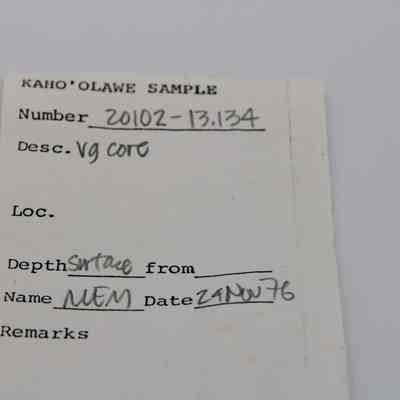 KAHO'OLAWE SAMPLE
Number 20102-13.134
Desc. vg core
Loc.
Depth surface from
Name MEM Date 24 Nov 76
Remarks